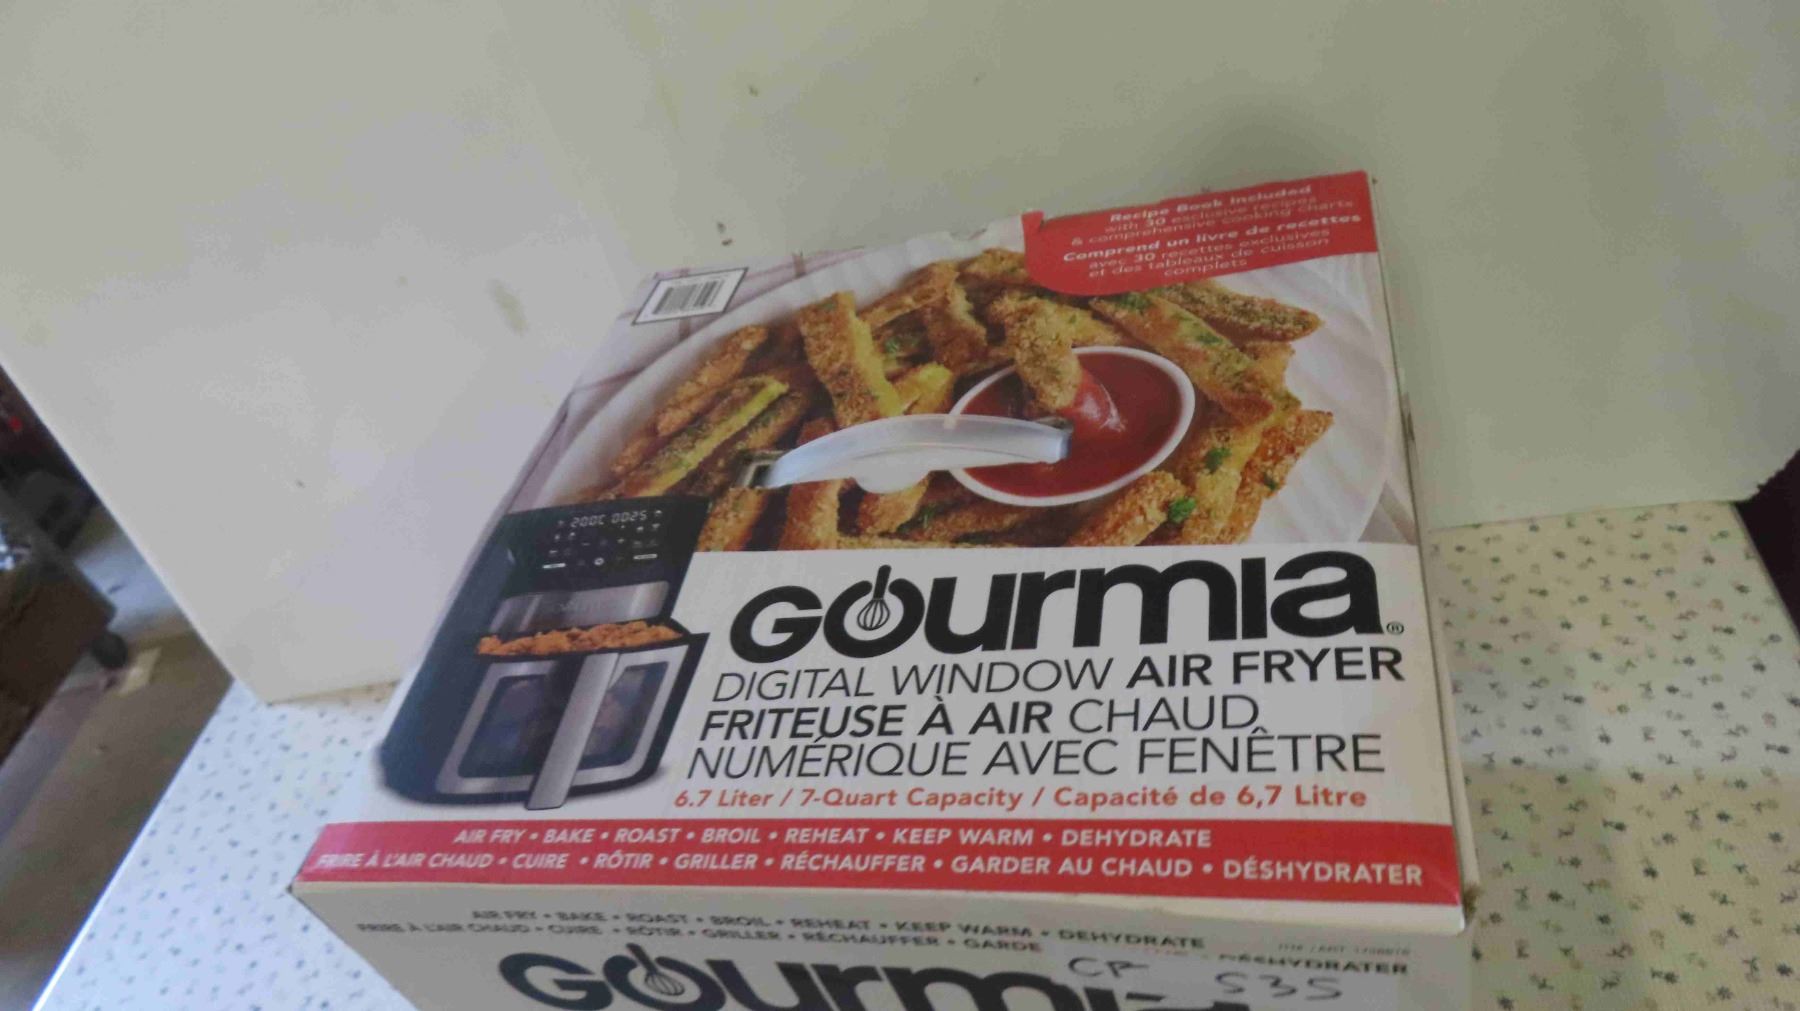 Recipe Book Included
with 30 exclusive recipes
& comprehensive cooking charts
Comprend un livre de recettes
avec 30 recettes exclusives
et des tableaux de cuisson
complets
200C 0025
GOurmia®
DIGITAL WINDOW AIR FRYER
FRITEUSE À AIR CHAUD
NUMÉRIQUE AVEC FENÊTRE
6.7 Liter / 7-Quart Capacity / Capacité de 6,7 Litre
AIR FRY • BAKE • ROAST • BROIL • REHEAT • KEEP WARM • DEHYDRATE
FRIRE À L'AIR CHAUD • CUIRE • RÔTIR • GRILLER • RÉCHAUFFER • GARDER AU CHAUD • DÉSHYDRATER
AIR FRY • BAKE • ROAST • BROIL • REHEAT • KEEP WARM • DEHYDRATE
FRIRE À L'AIR CHAUD • CUIRE • RÔTIR • GRILLER • RÉCHAUFFER • GARDE DÉSHYDRATER
CP 535
GOurmia